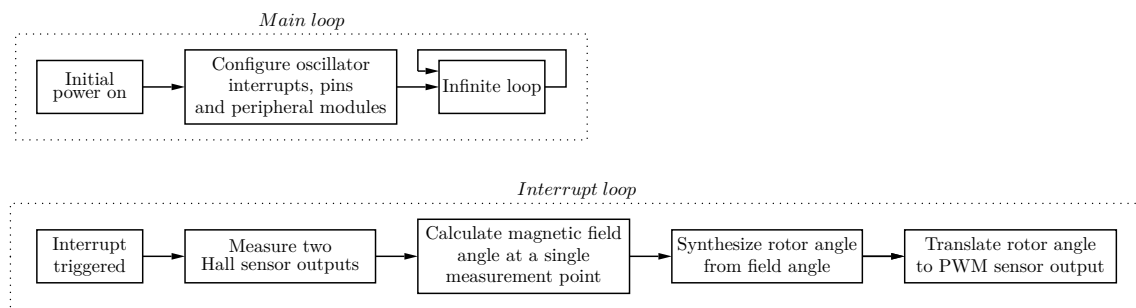 Main loop
Initial
power on
Configure oscillator
interrupts, pins
and peripheral modules
Infinite loop
Interrupt loop
Interrupt
triggered
Measure two
Hall sensor outputs
Calculate magnetic field
angle at a single
measurement point
Synthesize rotor angle
from field angle
Translate rotor angle
to PWM sensor output